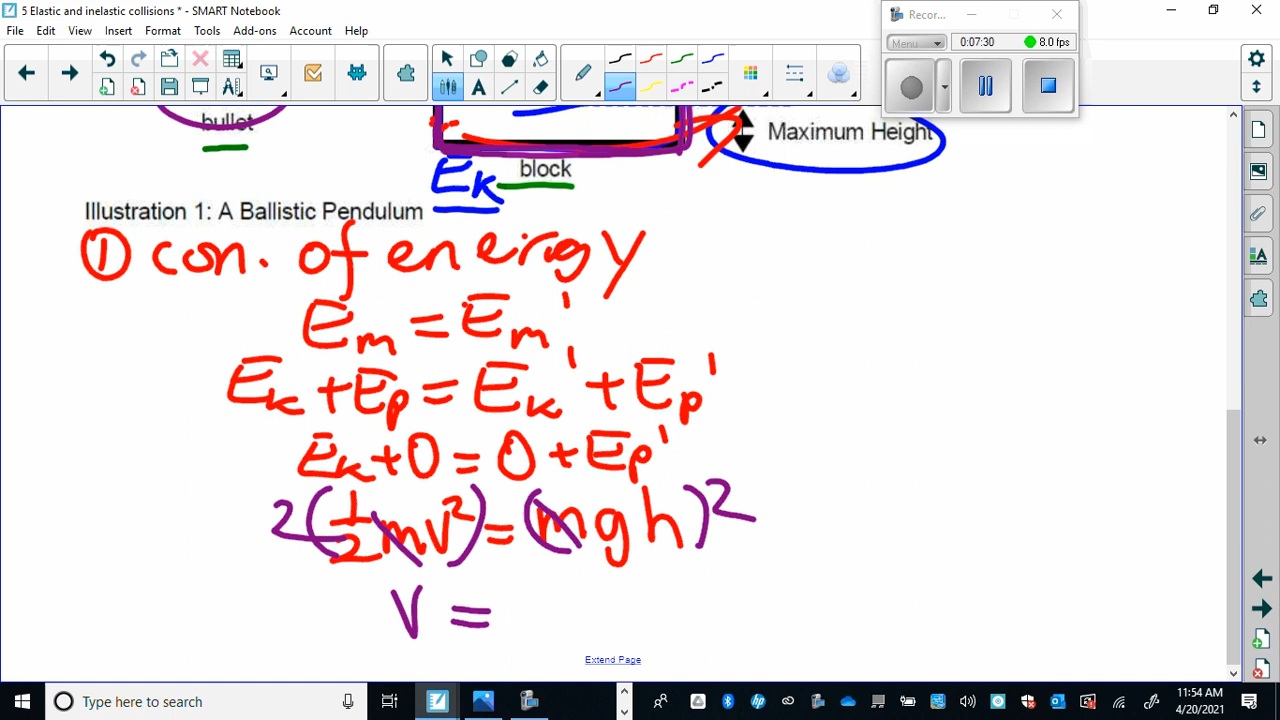 5 Elastic and inelastic collisions * - SMART Notebook
Recor...
File Edit View Insert Format Tools Add-ons Account Help
Menu 0:07:30 8.0 fps
bullet
Maximum Height
block
Ek
Illustration 1: A Ballistic Pendulum
① con. of energy
Em = Em'
Ek + Ep = Ek' + Ep'
Ek + 0 = 0 + Ep'
2(1/2 mv²) = (mgh)2
V =
Extend Page
Type here to search
11:54 AM
4/20/2021